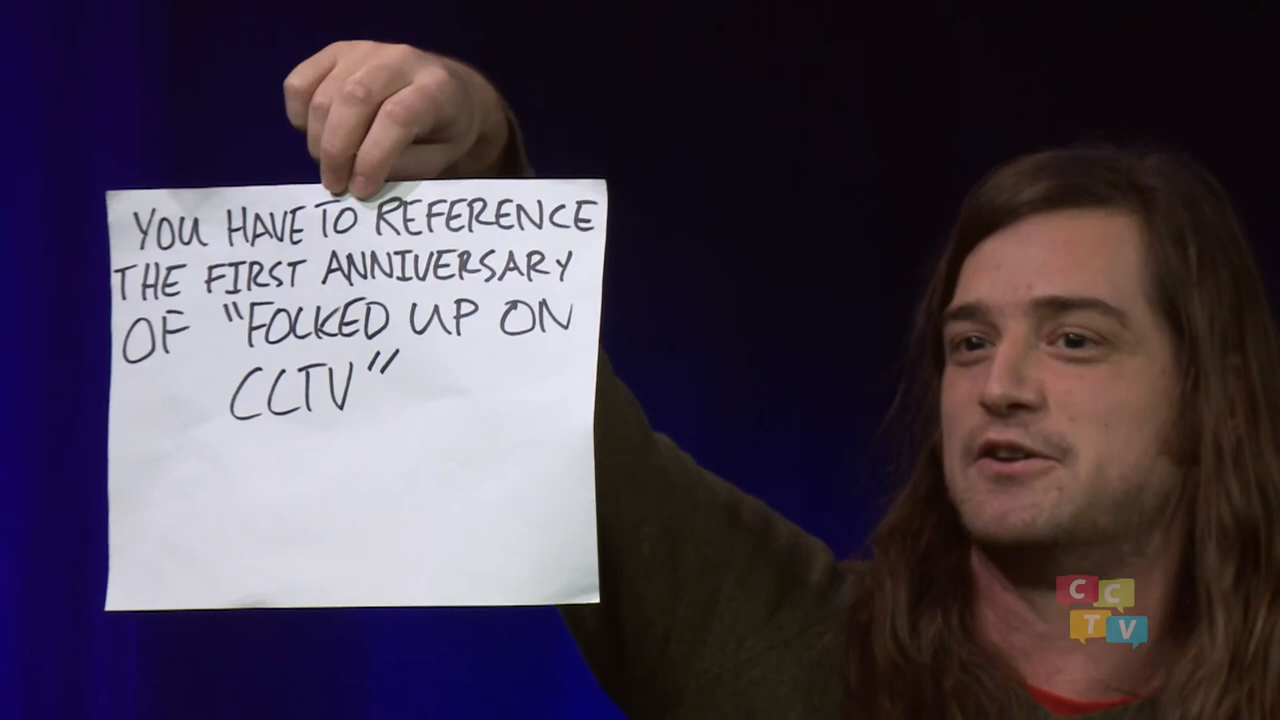 YOU HAVE TO REFERENCE
THE FIRST ANNIVERSARY
OF "FOCKED UP ON
CCTV"
C C
T V